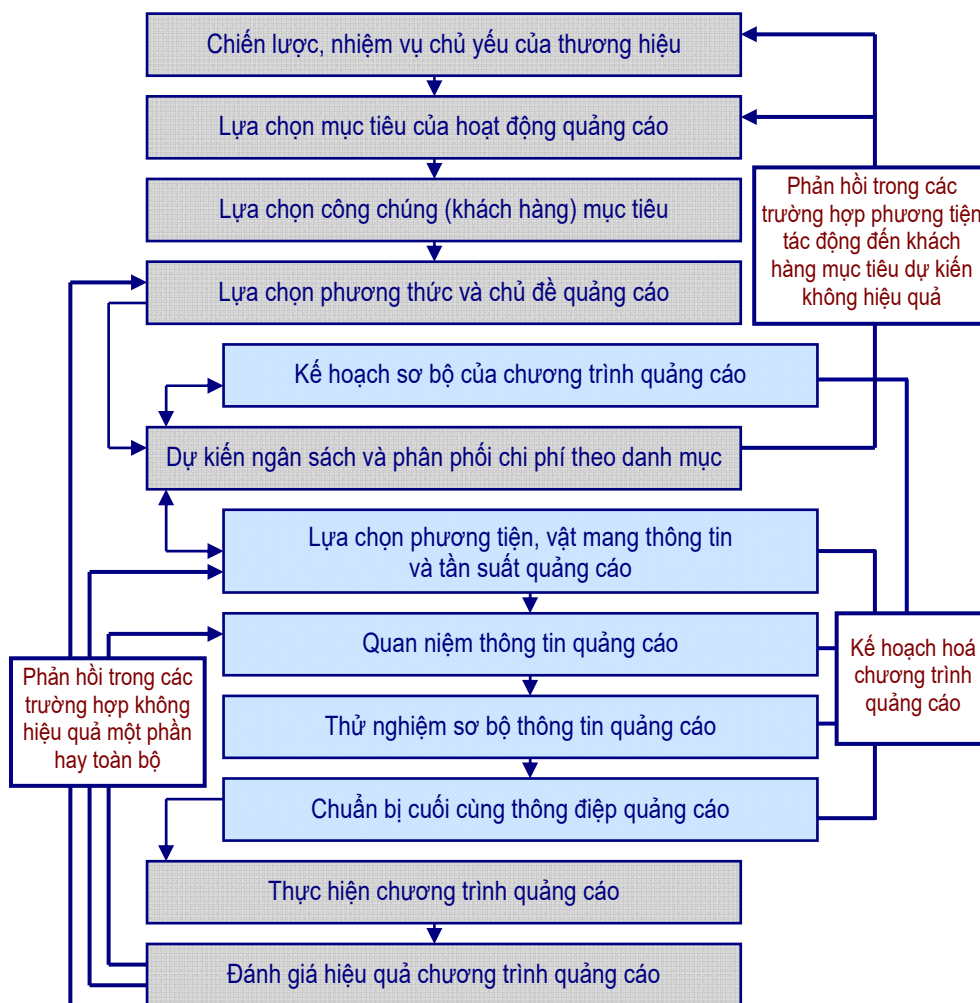 Chiến lược, nhiệm vụ chủ yếu của thương hiệu
Lựa chọn mục tiêu của hoạt động quảng cáo
Lựa chọn công chúng (khách hàng) mục tiêu
Lựa chọn phương thức và chủ đề quảng cáo
Phản hồi trong các
trường hợp phương tiện
tác động đến khách
hàng mục tiêu dự kiến
không hiệu quả
Kế hoạch sơ bộ của chương trình quảng cáo
Dự kiến ngân sách và phân phối chi phí theo danh mục
Lựa chọn phương tiện, vật mang thông tin
và tần suất quảng cáo
Quan niệm thông tin quảng cáo
Thử nghiệm sơ bộ thông tin quảng cáo
Chuẩn bị cuối cùng thông điệp quảng cáo
Kế hoạch hoá
chương trình
quảng cáo
Phản hồi trong các
trường hợp không
hiệu quả một phần
hay toàn bộ
Thực hiện chương trình quảng cáo
Đánh giá hiệu quả chương trình quảng cáo